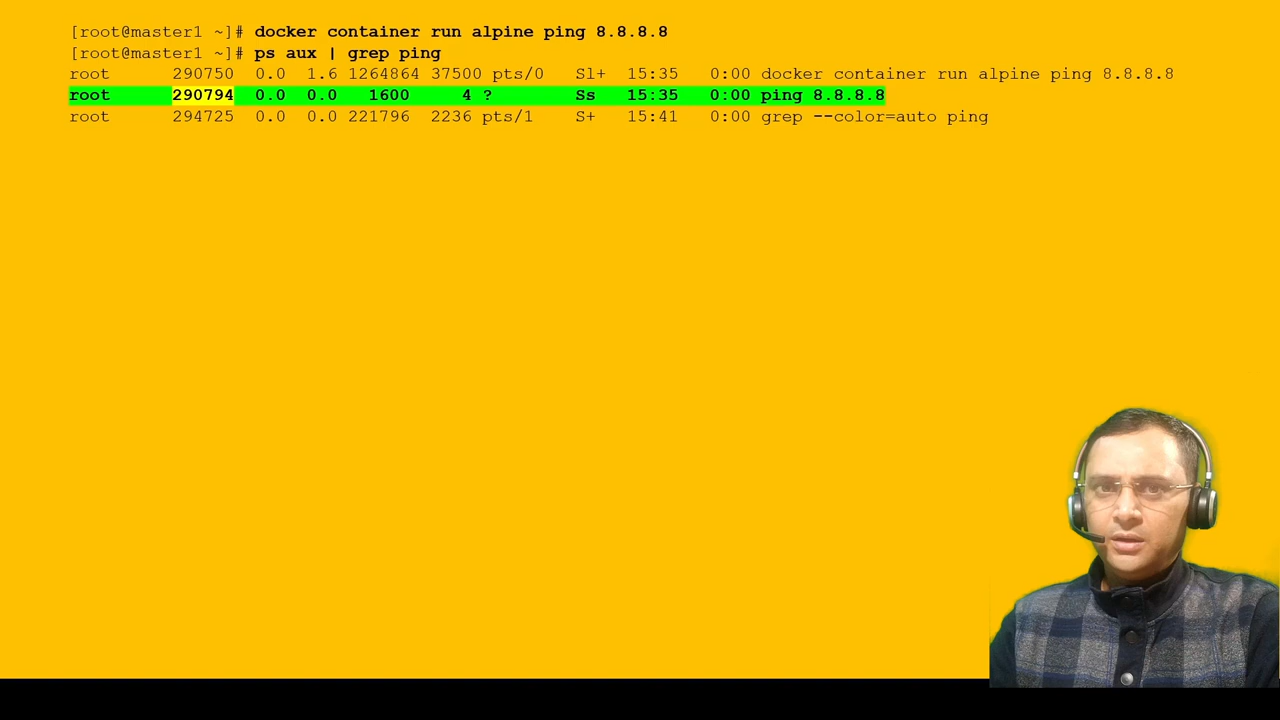 [root@master1 ~]# docker container run alpine ping 8.8.8.8
[root@master1 ~]# ps aux | grep ping
root 290750 0.0 1.6 1264864 37500 pts/0 Sl+ 15:35 0:00 docker container run alpine ping 8.8.8.8
root 290794 0.0 0.0 1600 4 ? Ss 15:35 0:00 ping 8.8.8.8
root 294725 0.0 0.0 221796 2236 pts/1 S+ 15:41 0:00 grep --color=auto ping